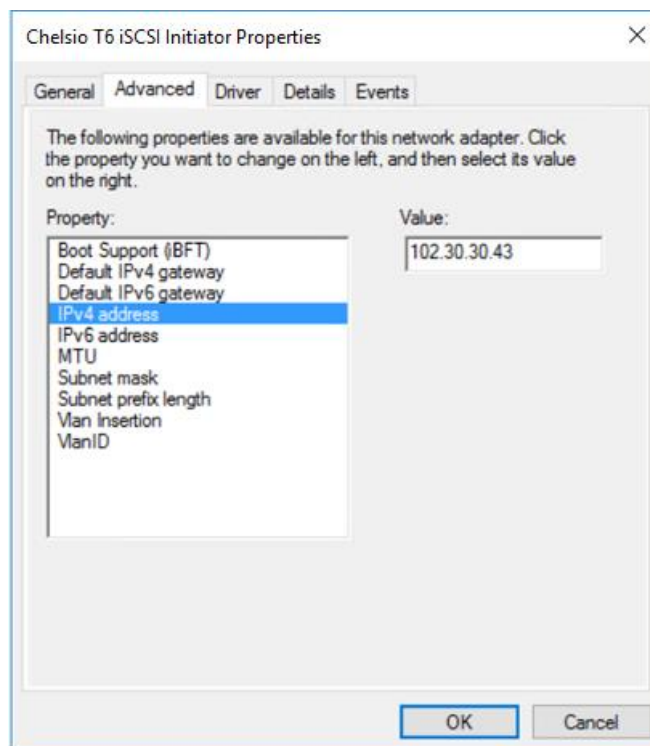 Chelsio T6 iSCSI Initiator Properties
General Advanced Driver Details Events
The following properties are available for this network adapter. Click
the property you want to change on the left, and then select its value
on the right.
Property: Value:
Boot Support (iBFT) 102.30.30.43
Default IPv4 gateway
Default IPv6 gateway
IPv4 address
IPv6 address
MTU
Subnet mask
Subnet prefix length
Vlan Insertion
VlanID
OK Cancel